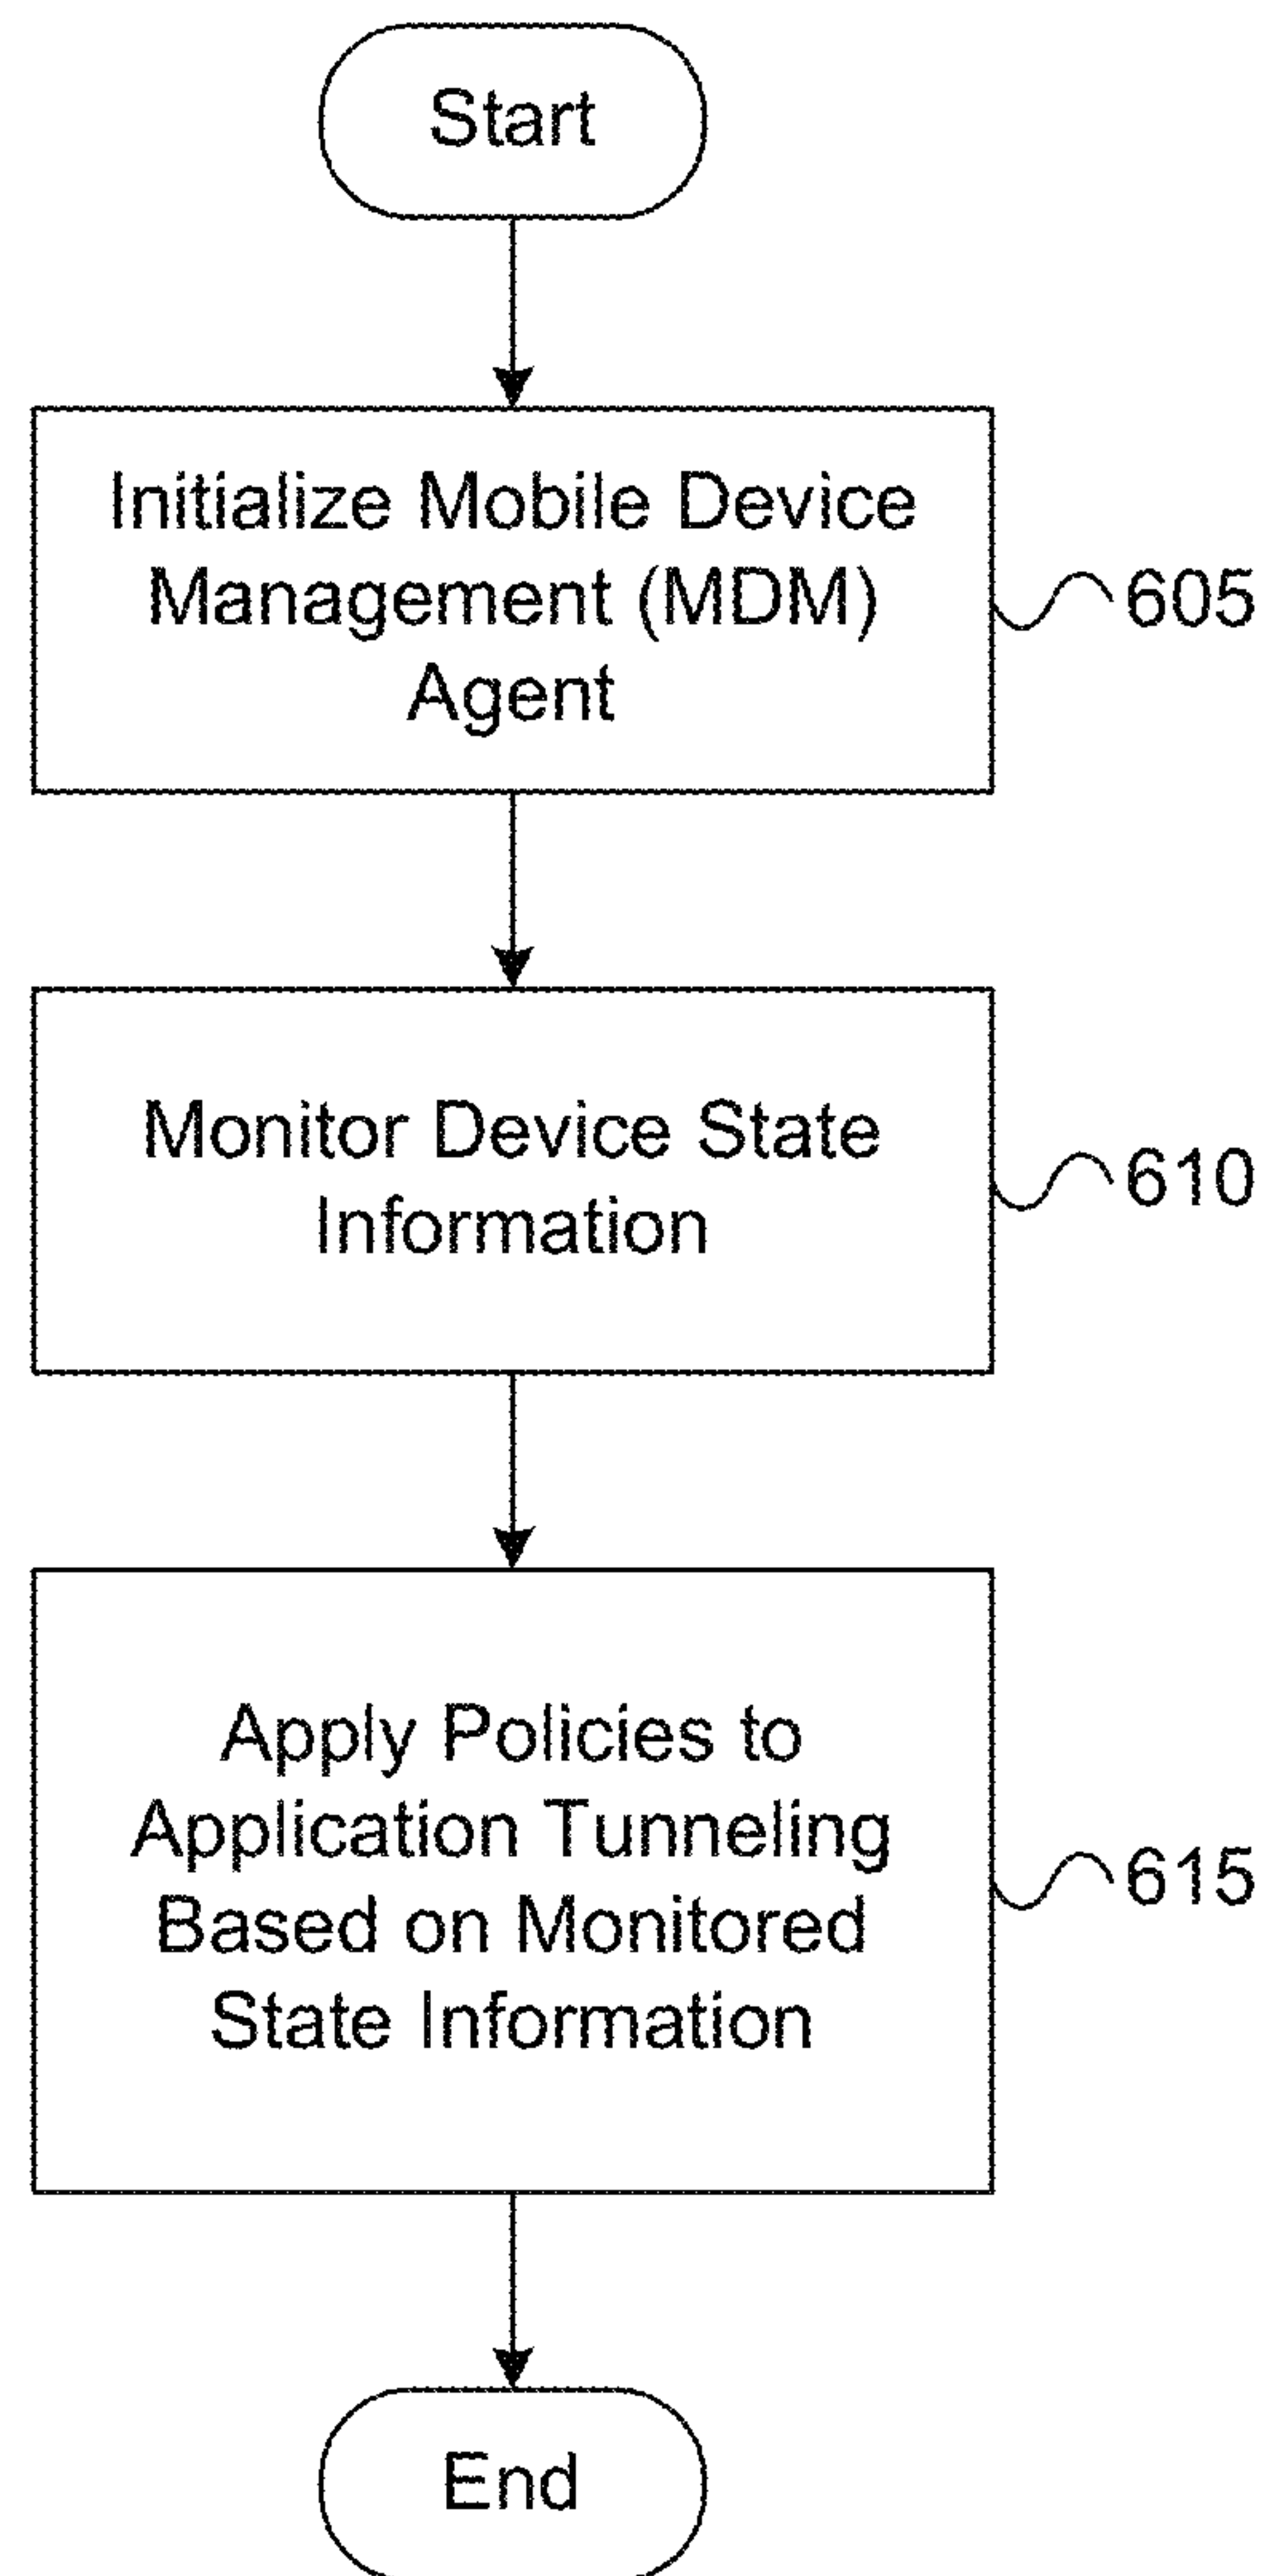 Start
Initialize Mobile Device
Management (MDM)
Agent
605
Monitor Device State
Information
610
Apply Policies to
Application Tunneling
Based on Monitored
State Information
615
End